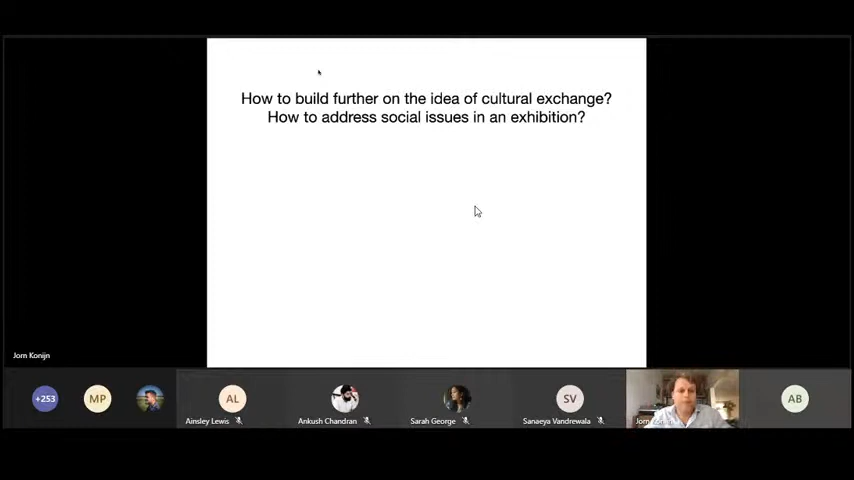 How to build further on the idea of cultural exchange?
How to address social issues in an exhibition?
Jorn Konijn
+253
MP
AL
SV
AB
Ainsley Lewis
Ankush Chandran
Sarah George
Sanaeya Vandrewala
Jorn